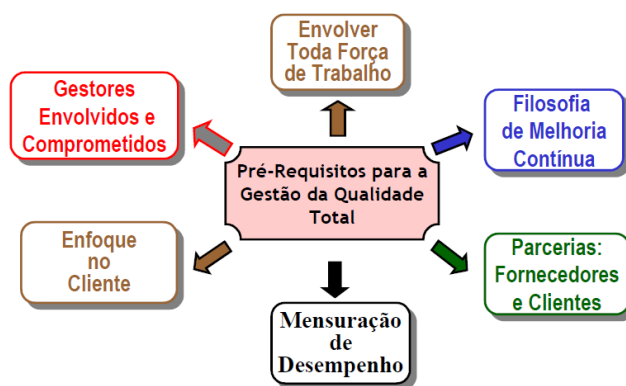 Envolver
Toda Força
de Trabalho
Gestores
Envolvidos e
Comprometidos
Filosofia
de Melhoria
Contínua
Pré-Requisitos para a
Gestão da Qualidade
Total
Enfoque
no
Cliente
Parcerias:
Fornecedores
e Clientes
Mensuração
de
Desempenho